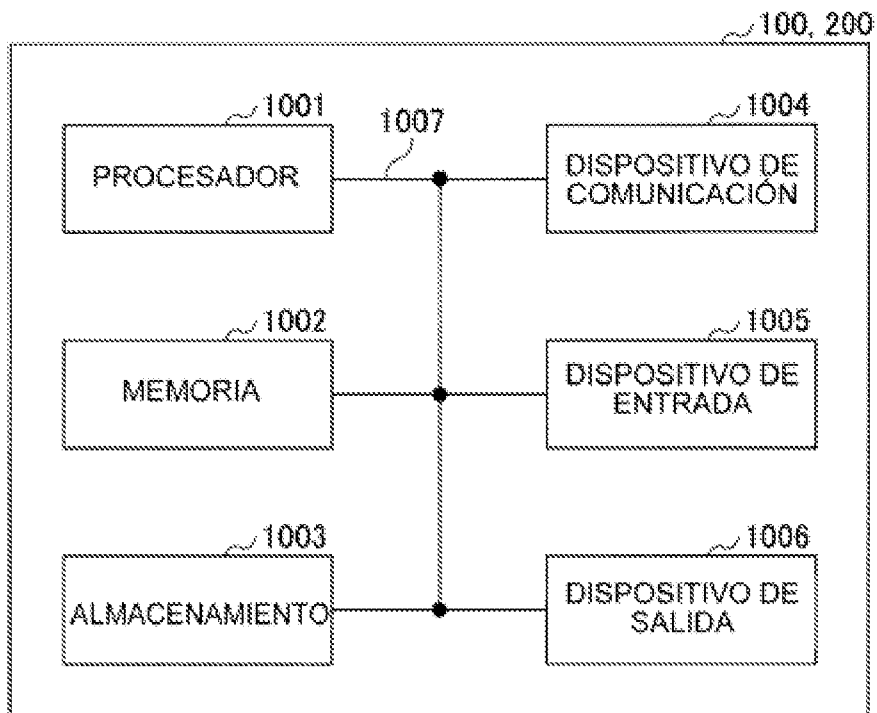 100, 200
1001
1007
1004
PROCESADOR
DISPOSITIVO DE
COMUNICACIÓN
1002
1005
MEMORIA
DISPOSITIVO DE
ENTRADA
1003
1006
ALMACENAMIENTO
DISPOSITIVO DE
SALIDA